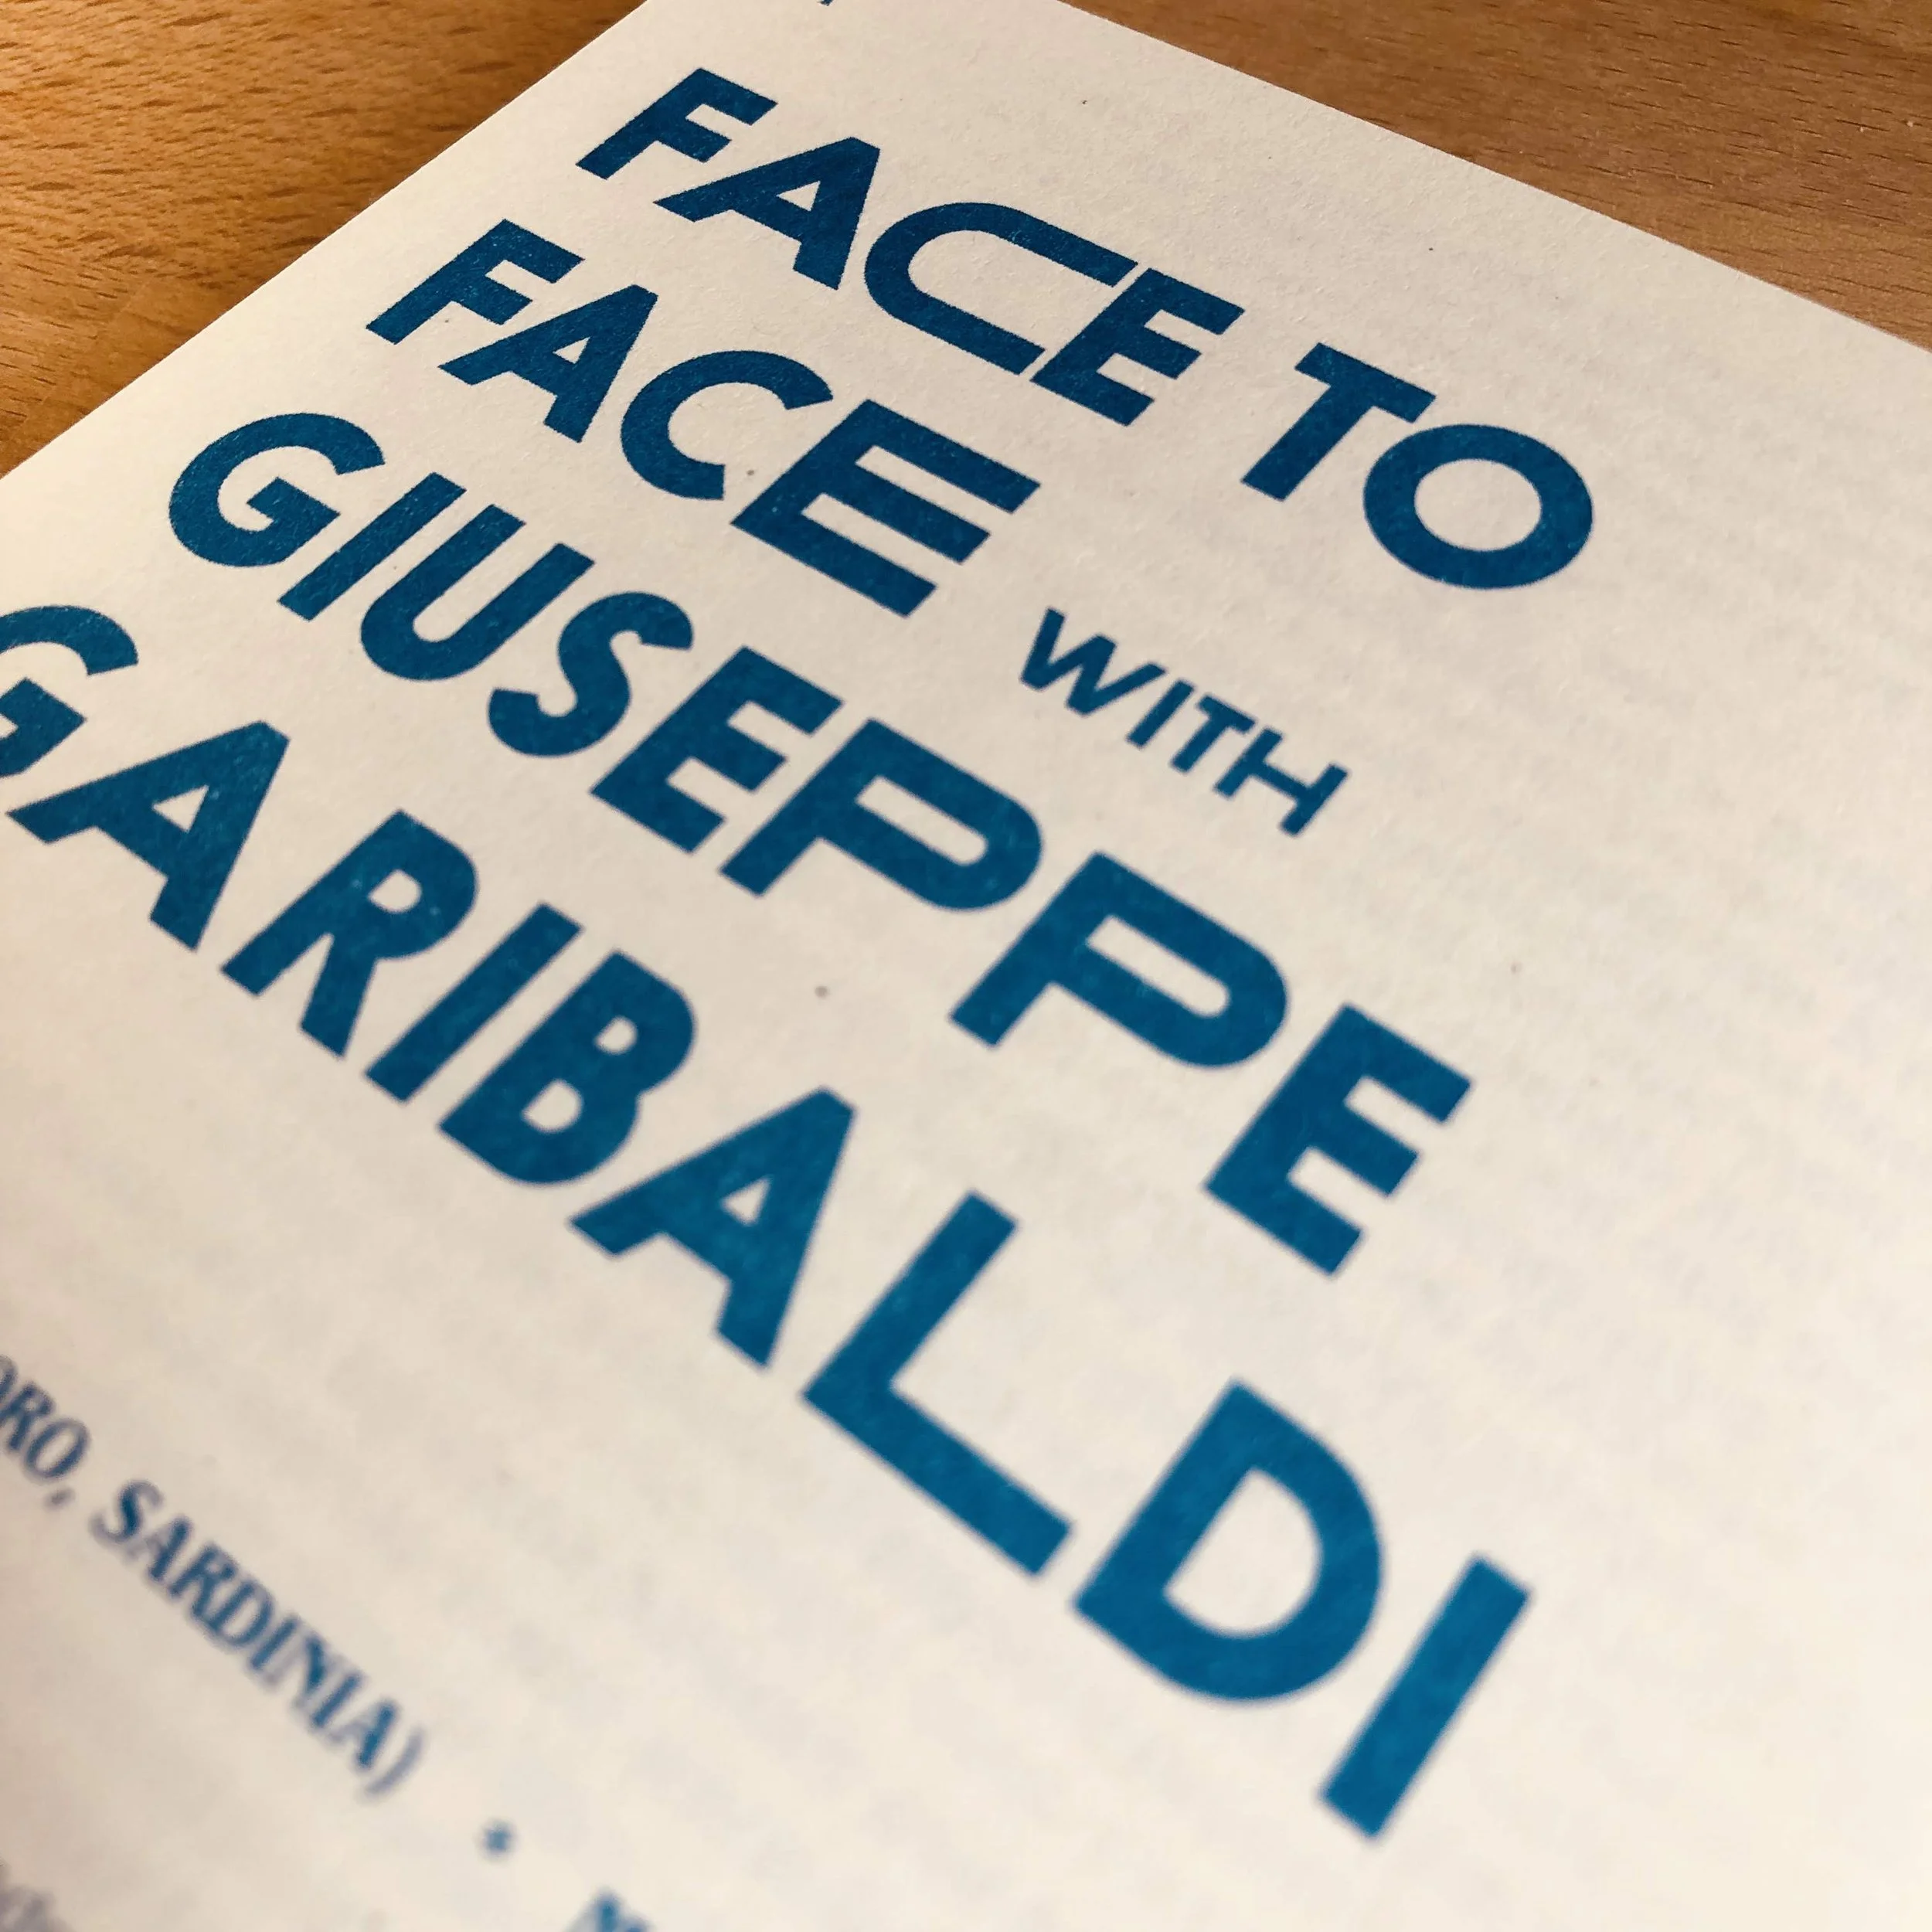 FACE TO
FACE WITH
GIUSEPPE
GARIBALDI
SARDINIA) *